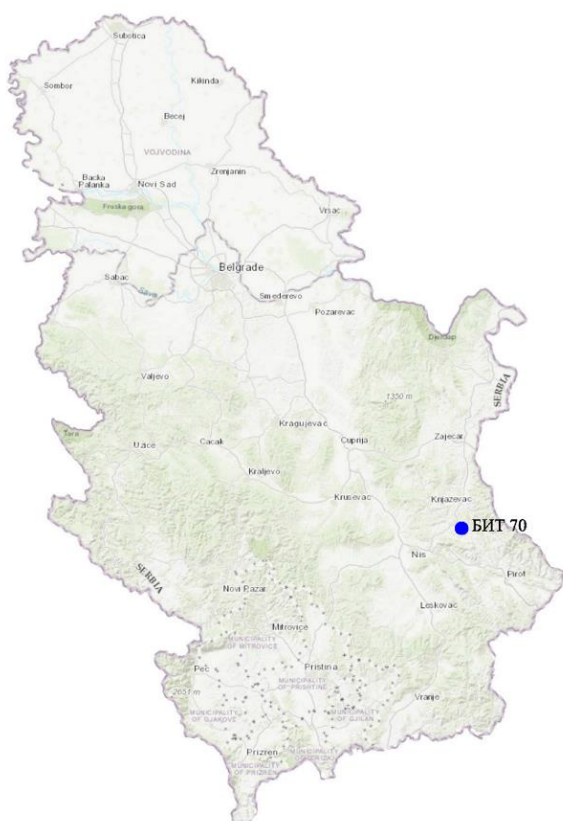 Subotica
Sombor
Kikinda
Becej
VOJVODINA
Backa
Palanka
Novi Sad
Zrenjanin
Fruska gora
Vrsac
Belgrade
Sabac
Sava
Smederevo
Pozarevac
Djerdap
SERBIA
Valjevo
1350 m
Tara
Uzice
Cacak
Kragujevac
Cuprija
Zajecar
Kraljevo
Krusevac
Knjazevac
БИТ 70
Nis
Pirot
SERBIA
Novi Pazar
Leskovac
Mitrovice
MUNICIPALITY
OF MITROVICE
Pec
Pristina
2656 m
MUNICIPALITY
OF PRISHTINE
Vranje
MUNICIPALITY
OF GJAKOVE
MUNICIPALITY
OF GJILAN
Prizren
MUNICIPALITY
MUNICIPALITY
OF PRIZREN